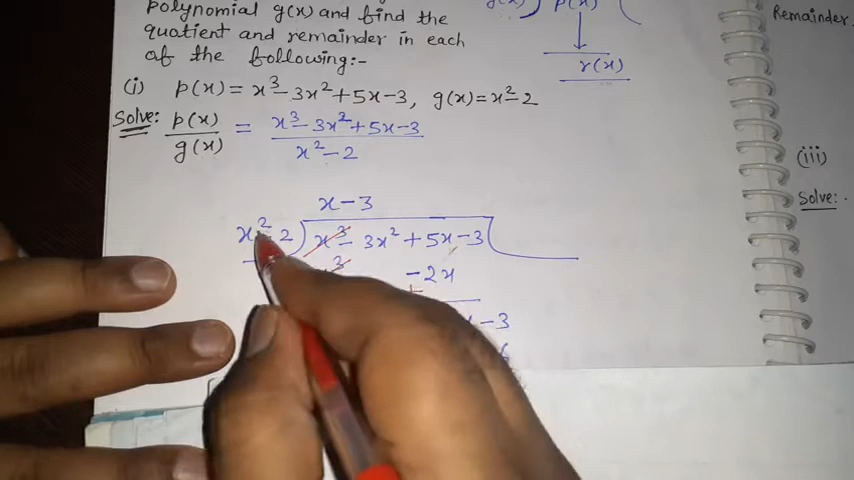 polynomial g(x) and find the
quotient and remainder in each
of the following:-
p(x)
r(x)
Remainder
(i) p(x) = x³ - 3x² + 5x - 3, g(x) = x² - 2
Solve: p(x)/g(x) = x³ - 3x² + 5x - 3 / x² - 2
(iii)
Solve:
x - 3
x² - 2 ) x³ - 3x² + 5x - 3
- 2x
x - 3